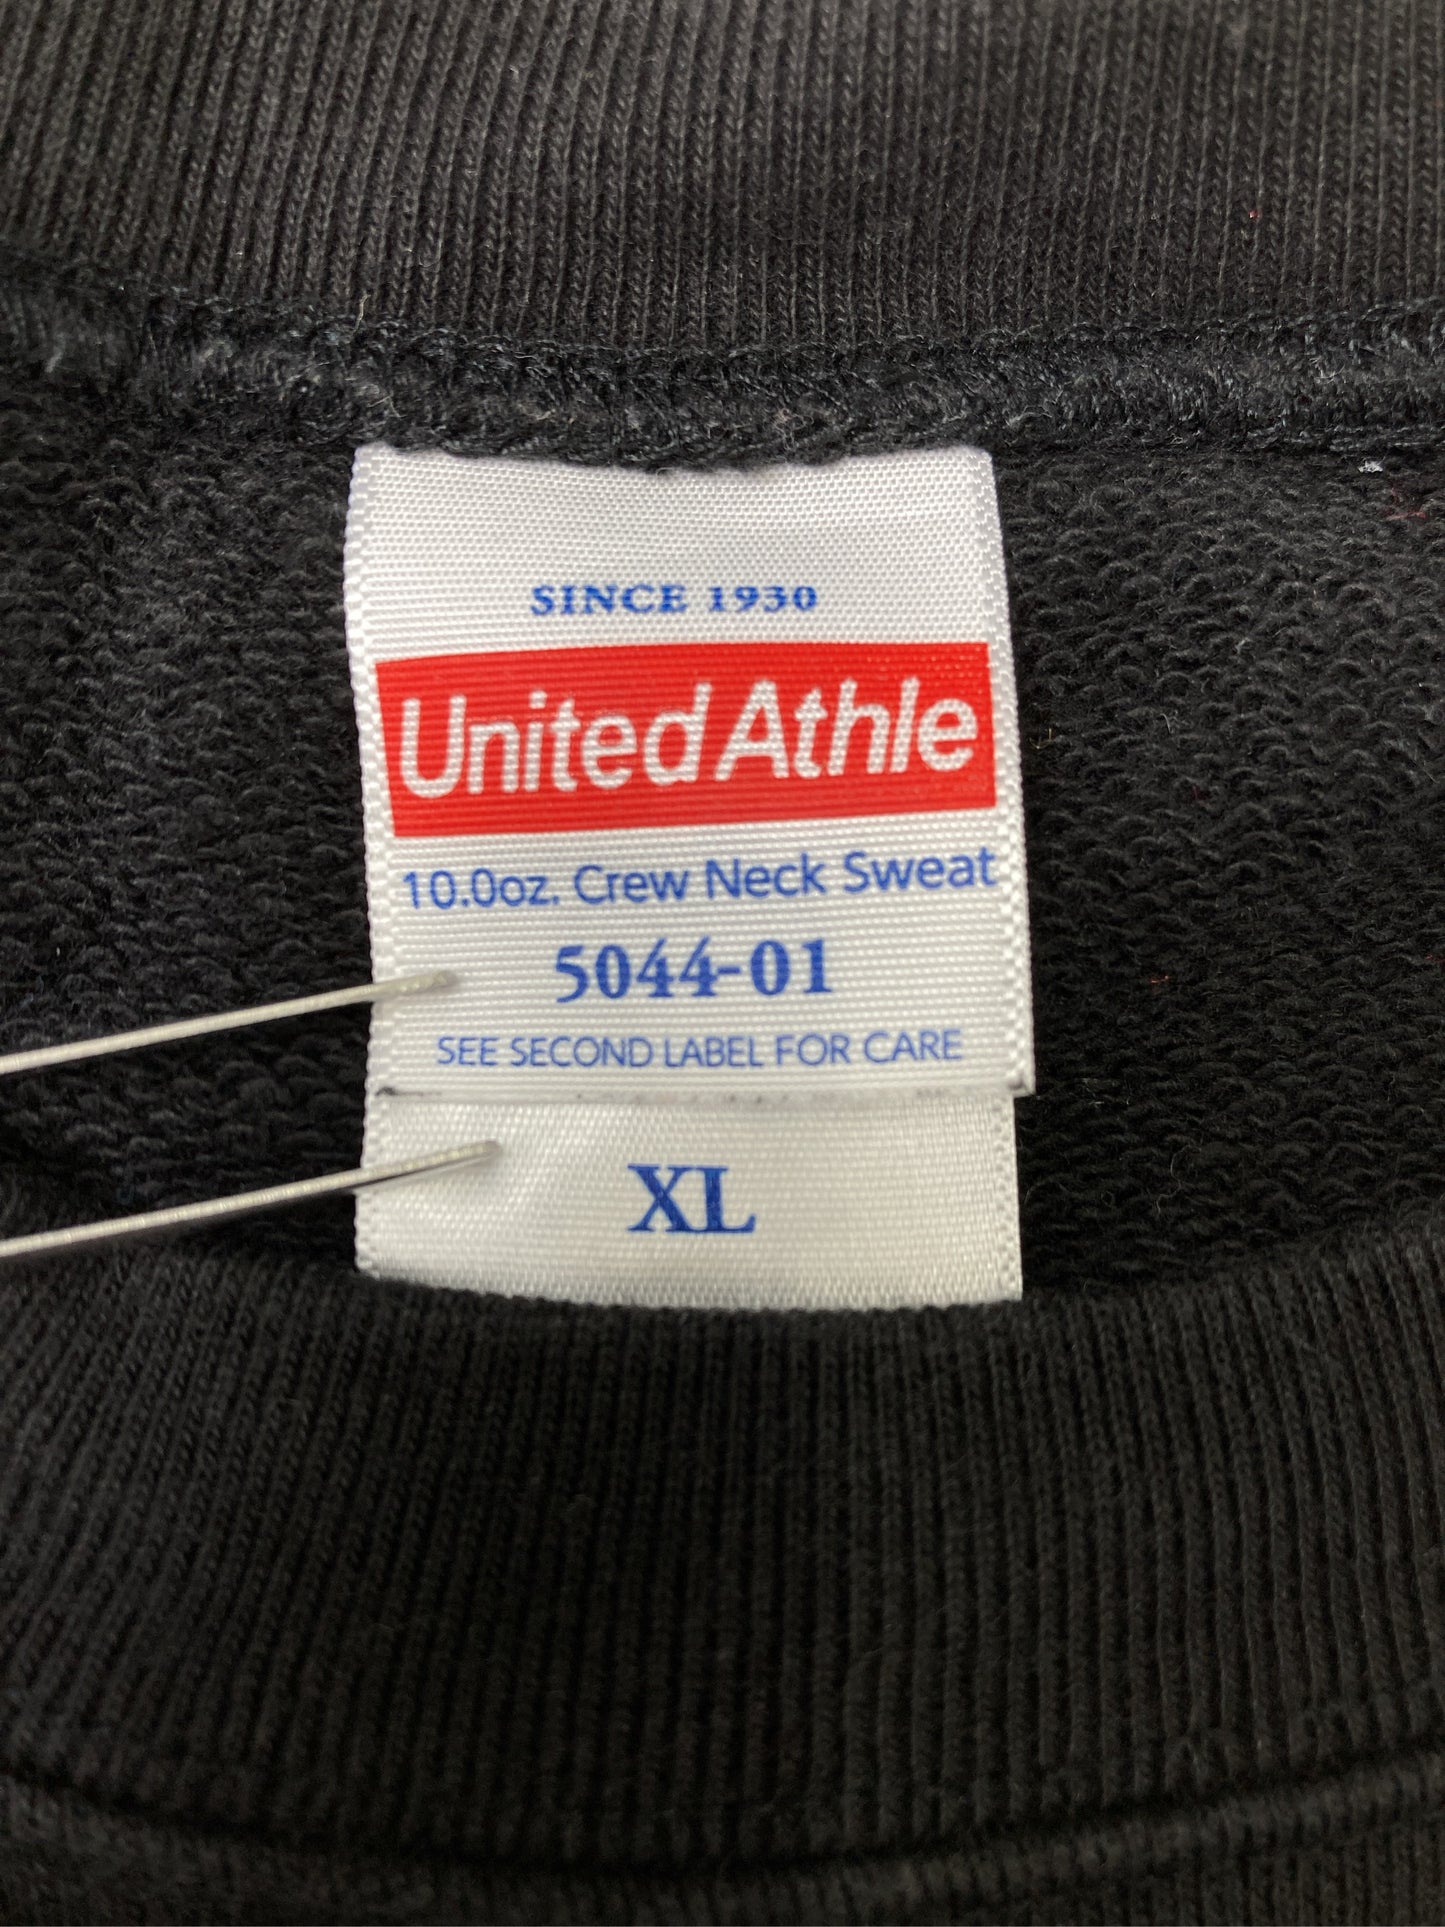 SINCE 1930
United Athle
10.0oz. Crew Neck Sweat
5044-01
SEE SECOND LABEL FOR CARE
XL